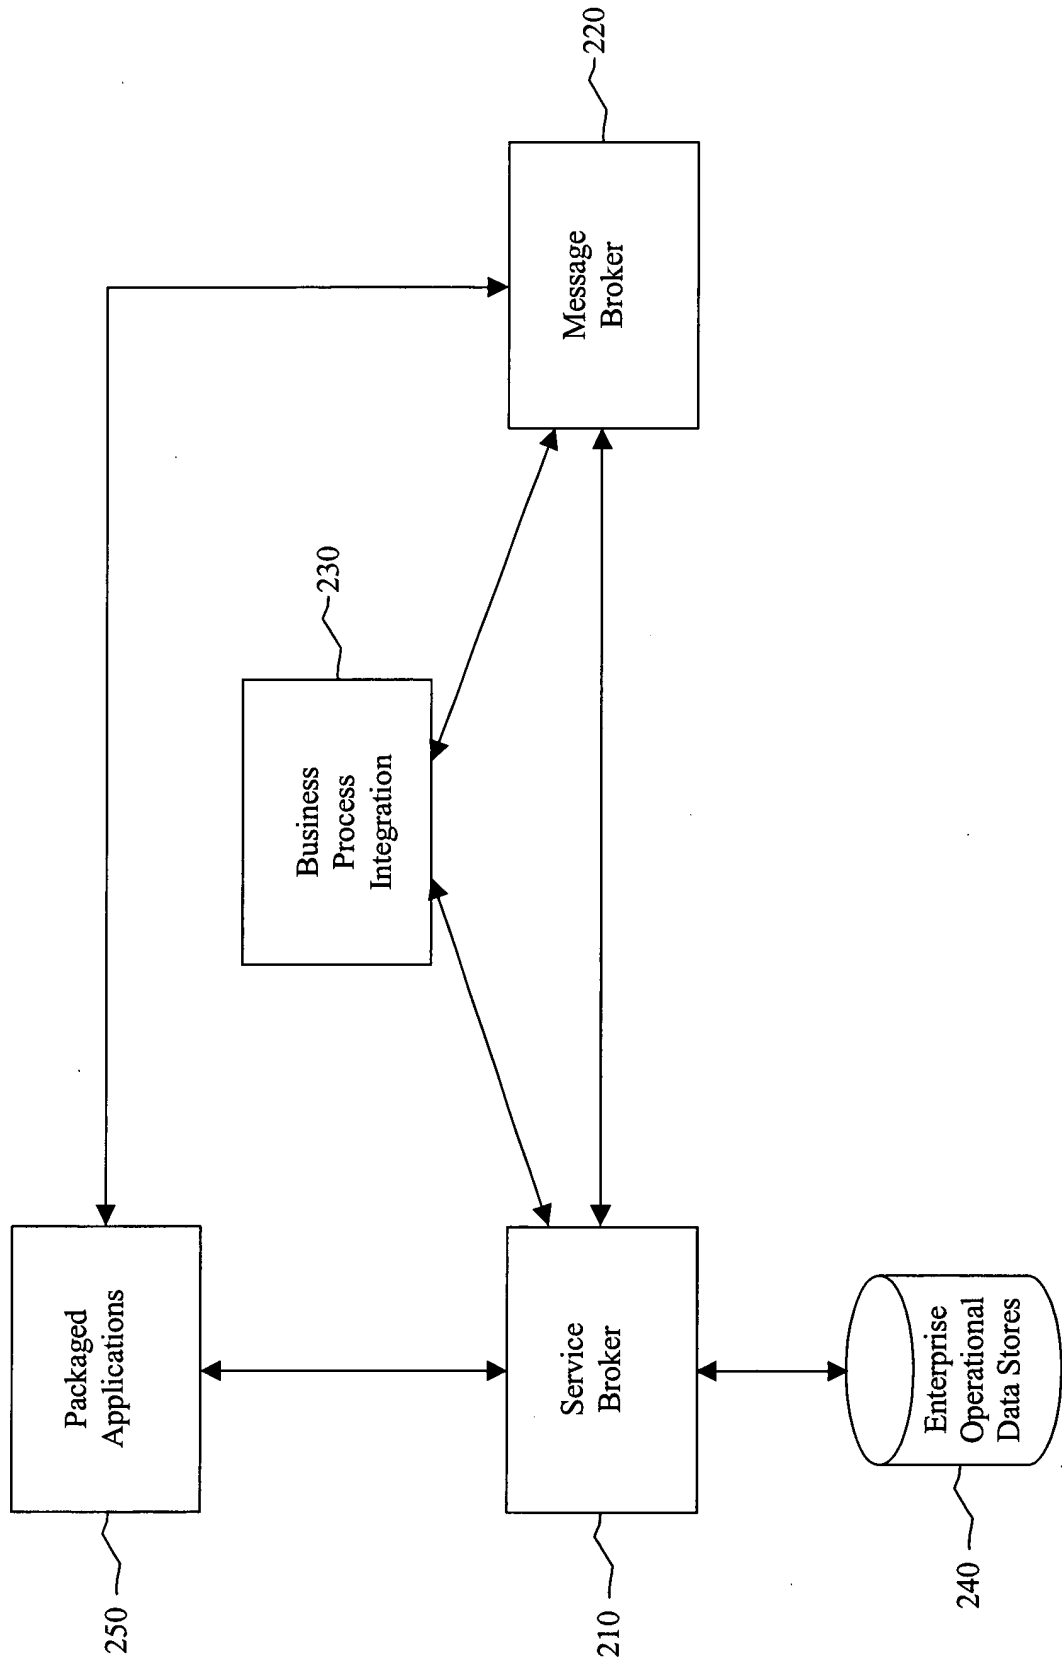 Packaged
Applications
250
Service
Broker
210
Enterprise
Operational
Data Stores
240
Business
Process
Integration
230
Message
Broker
220